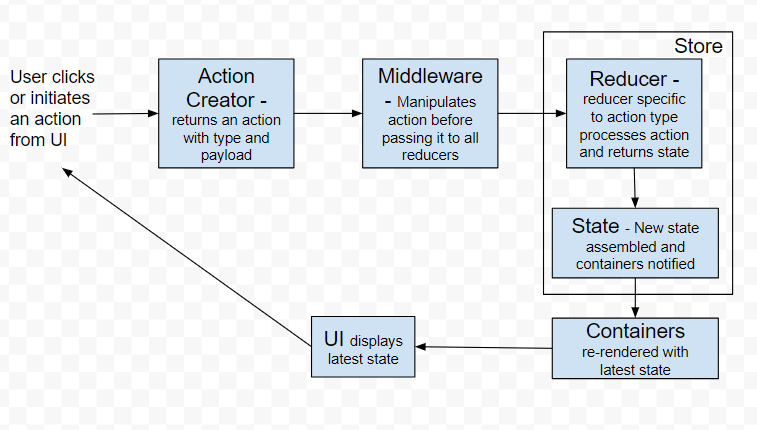 Store
User clicks
or initiates
an action
from UI
Action
Creator -
returns an action
with type and
payload
Middleware
- Manipulates
action before
passing it to all
reducers
Reducer -
reducer specific
to action type
processes action
and returns state
State - New state
assembled and
containers notified
Containers
re-rendered with
latest state
UI displays
latest state